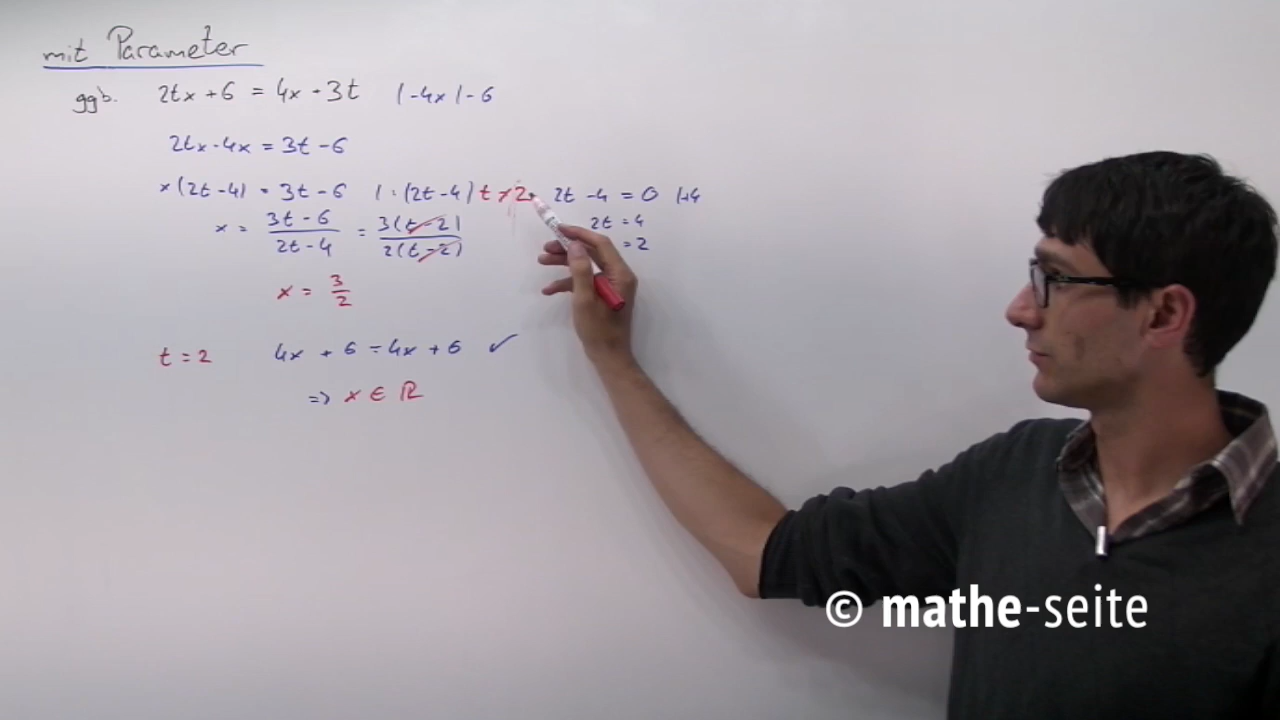 mit Parameter
ggb. 2tx + 6 = 4x + 3t | -4x | -6
2tx - 4x = 3t - 6
x(2t - 4) = 3t - 6 | : (2t - 4) t ≠ 2 2t - 4 = 0 | +4
x = (3t - 6)/(2t - 4) = 3(t - 2)/2(t - 2) 2t = 4
= 2
x = 3/2
t = 2 4x + 6 = 4x + 6 ✓
=> x ∈ ℝ
© mathe-seite